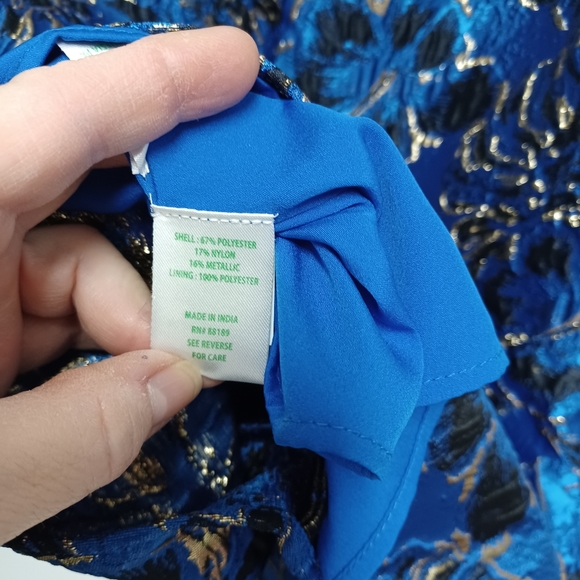 SHELL : 67% POLYESTER
17% NYLON
16% METALLIC
LINING : 100% POLYESTER
MADE IN INDIA
RN# 88189
SEE REVERSE
FOR CARE